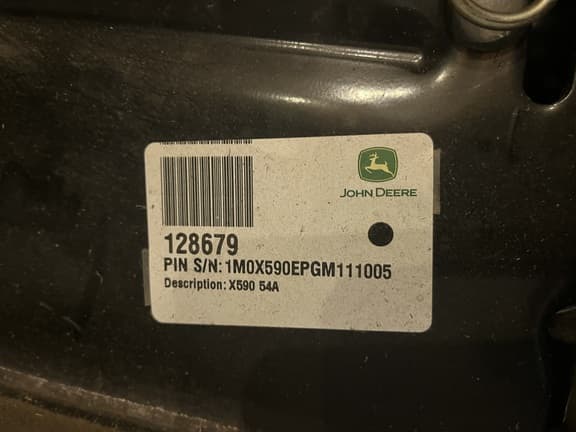 JOHN DEERE
128679
PIN S/N: 1M0X590EPGM111005
Description: X590 54A